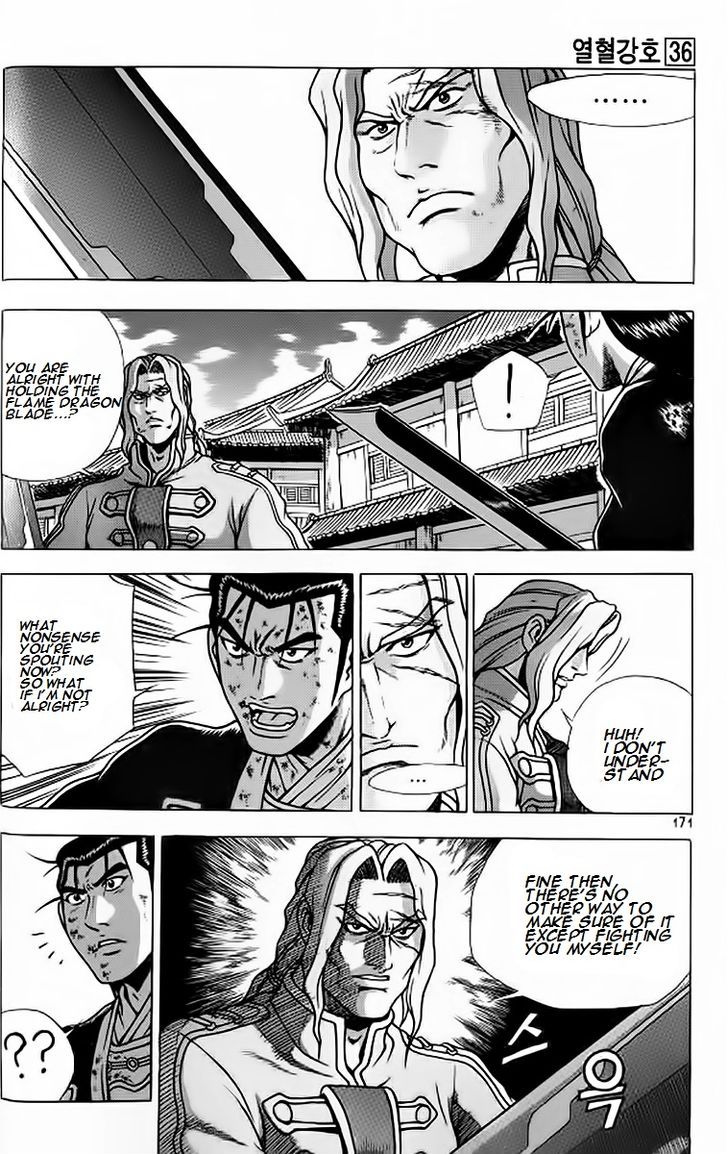 열혈강호 36
......
YOU ARE
ALRIGHT WITH
HOLDING THE
FLAME DRAGON
BLADE...?
!
WHAT
NONSENSE
YOU'RE
SPOUTING
NOW?
SO WHAT
IF I'M NOT
ALRIGHT?
...
HUH!
I DON'T
UNDER-
STAND
171
??
FINE THEN,
THERE'S NO
OTHER WAY TO
MAKE SURE OF IT
EXCEPT FIGHTING
YOU MYSELF!
스
윽